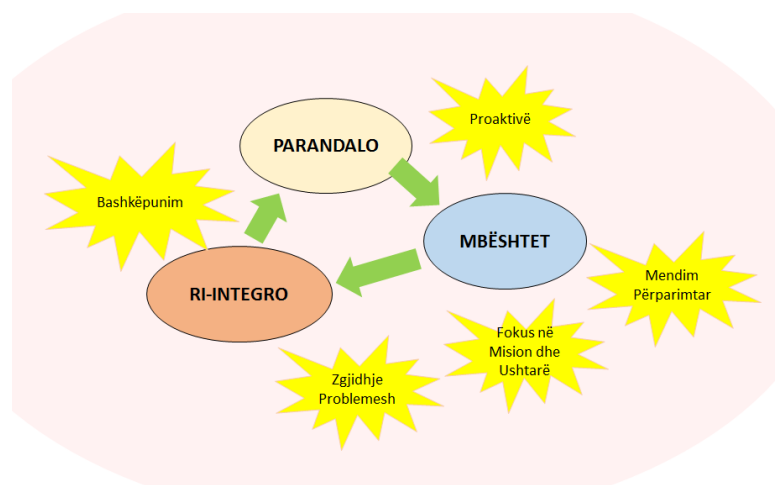 Proaktivë
PARANDALO
Bashkëpunim
MBËSHTET
Mendim
Përparimtar
RI-INTEGRO
Fokus në
Mision dhe
Ushtarë
Zgjidhje
Problemesh